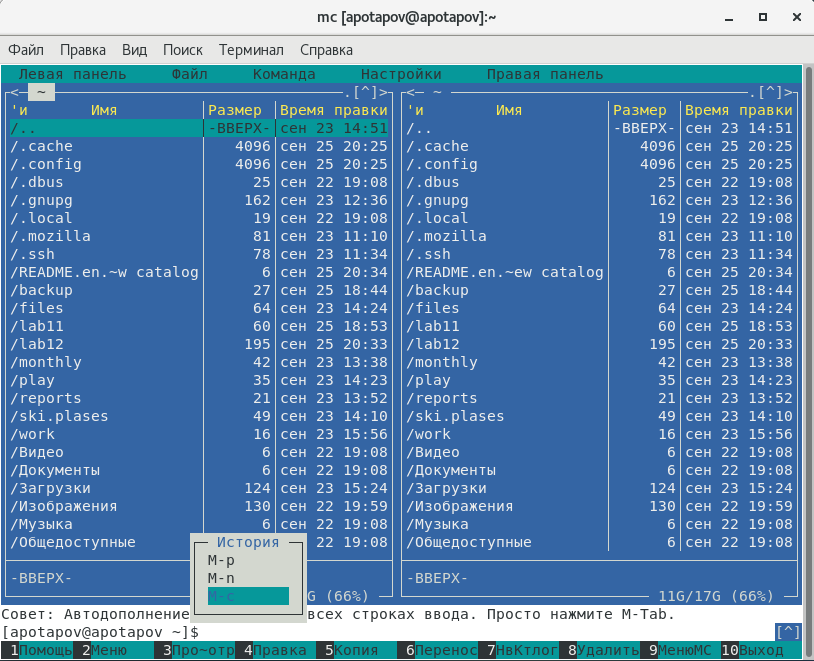 mc [apotapov@apotapov]:~
Файл Правка Вид Поиск Терминал Справка
Левая панель Файл Команда Настройки Правая панель
<─ ~ ─.[^]> <─ ~ ─.[^]>
'и Имя Размер Время правки 'и Имя Размер Время правки
/.. -ВВЕРХ- сен 23 14:51 /.. -ВВЕРХ- сен 23 14:51
/.cache 4096 сен 25 20:25 /.cache 4096 сен 25 20:25
/.config 4096 сен 25 20:25 /.config 4096 сен 25 20:25
/.dbus 25 сен 22 19:08 /.dbus 25 сен 22 19:08
/.gnupg 162 сен 23 12:36 /.gnupg 162 сен 23 12:36
/.local 19 сен 22 19:08 /.local 19 сен 22 19:08
/.mozilla 81 сен 23 11:10 /.mozilla 81 сен 23 11:10
/.ssh 78 сен 23 11:34 /.ssh 78 сен 23 11:34
/README.en.~w catalog 6 сен 25 20:34 /README.en.~ew catalog 6 сен 25 20:34
/backup 27 сен 25 18:44 /backup 27 сен 25 18:44
/files 64 сен 23 14:24 /files 64 сен 23 14:24
/lab11 60 сен 25 18:53 /lab11 60 сен 25 18:53
/lab12 195 сен 25 20:33 /lab12 195 сен 25 20:33
/monthly 42 сен 23 13:38 /monthly 42 сен 23 13:38
/play 35 сен 23 14:23 /play 35 сен 23 14:23
/reports 21 сен 23 13:52 /reports 21 сен 23 13:52
/ski.plases 49 сен 23 14:10 /ski.plases 49 сен 23 14:10
/work 16 сен 23 15:56 /work 16 сен 23 15:56
/Видео 6 сен 22 19:08 /Видео 6 сен 22 19:08
/Документы 6 сен 22 19:08 /Документы 6 сен 22 19:08
/Загрузки 124 сен 23 15:24 /Загрузки 124 сен 23 15:24
/Изображения 130 сен 22 19:59 /Изображения 130 сен 22 19:59
/Музыка 6 сен 22 19:08 /Музыка 6 сен 22 19:08
/Общедоступные История 22 19:08 /Общедоступные 6 сен 22 19:08
M-p
-ВВЕРХ- M-n -ВВЕРХ-
M-c G (66%) 11G/17G (66%)
Совет: Автодополнение всех строках ввода. Просто нажмите M-Tab.
[apotapov@apotapov ~]$ [^]
1Помощь 2Меню 3Про~отр 4Правка 5Копия 6Перенос 7НвКтлог 8Удалить 9МенюМС 10Выход